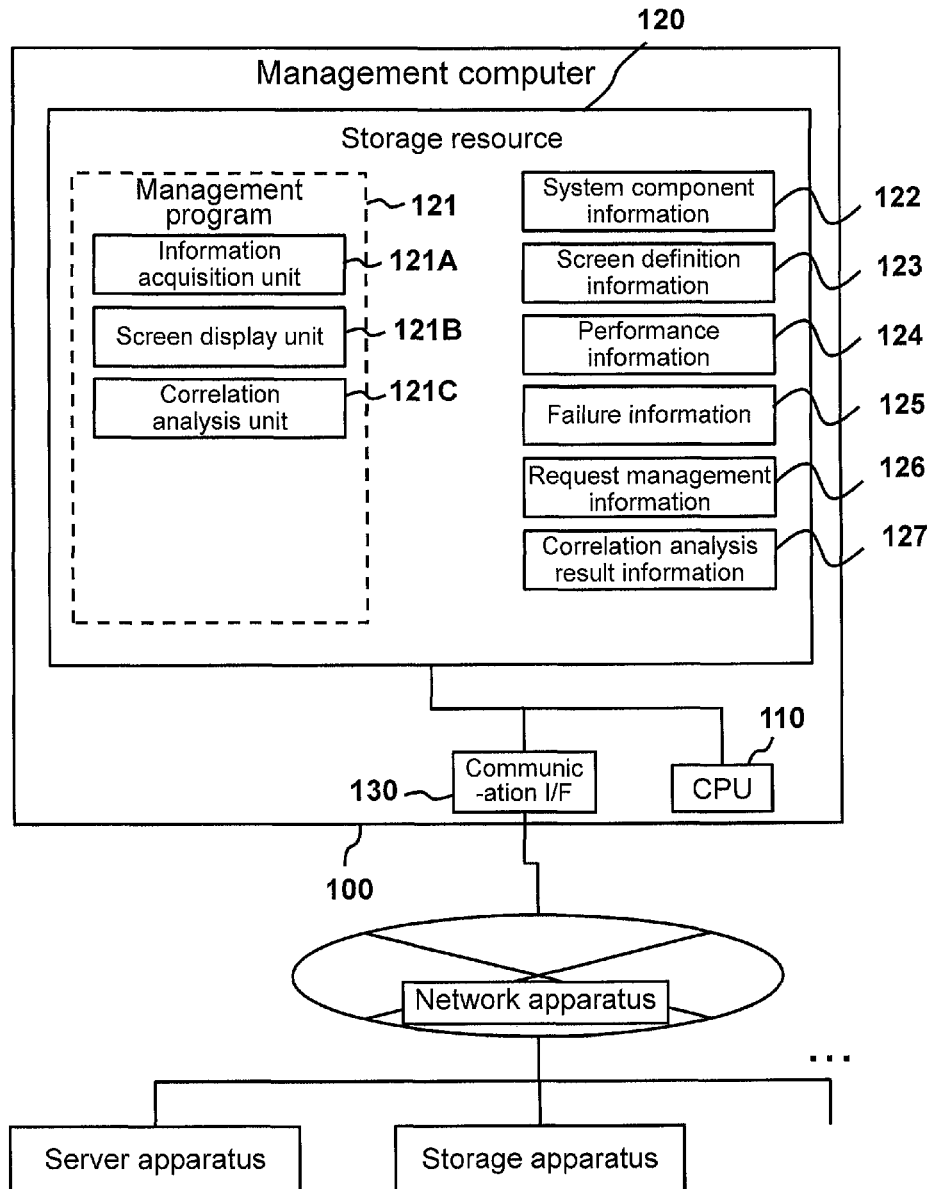 120
Management computer
Storage resource
Management
program
121
Information
acquisition unit
121A
Screen display unit
121B
Correlation
analysis unit
121C
System component
information
122
Screen definition
information
123
Performance
information
124
Failure information
125
Request management
information
126
Correlation analysis
result information
127
Communic
-ation I/F
130
110
CPU
100
Network apparatus
...
Server apparatus
Storage apparatus